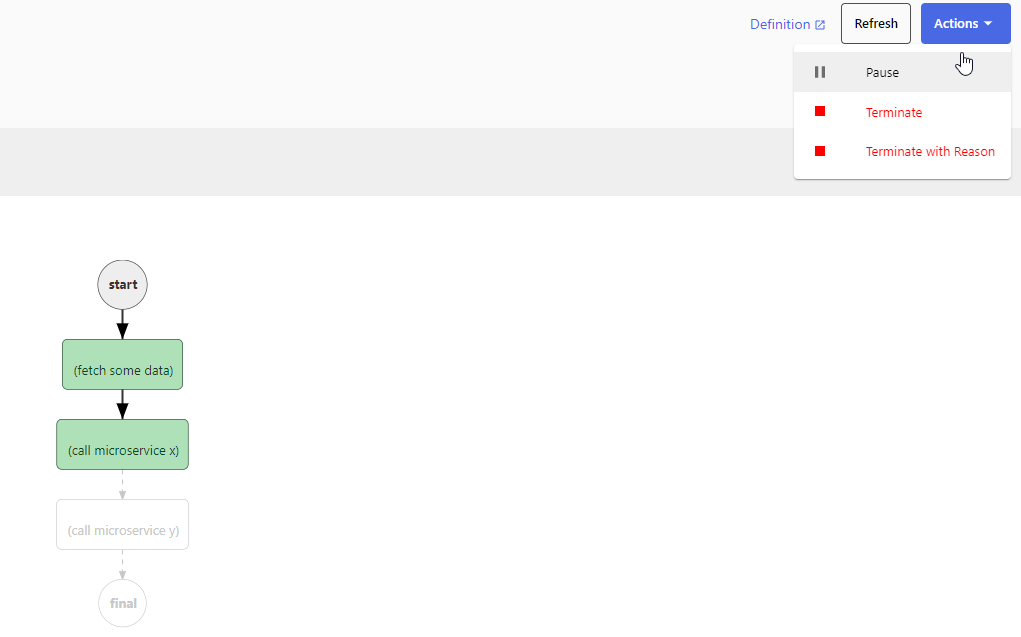 Definition
Refresh
Actions
Pause
Terminate
Terminate with Reason
start
(fetch some data)
(call microservice x)
(call microservice y)
final